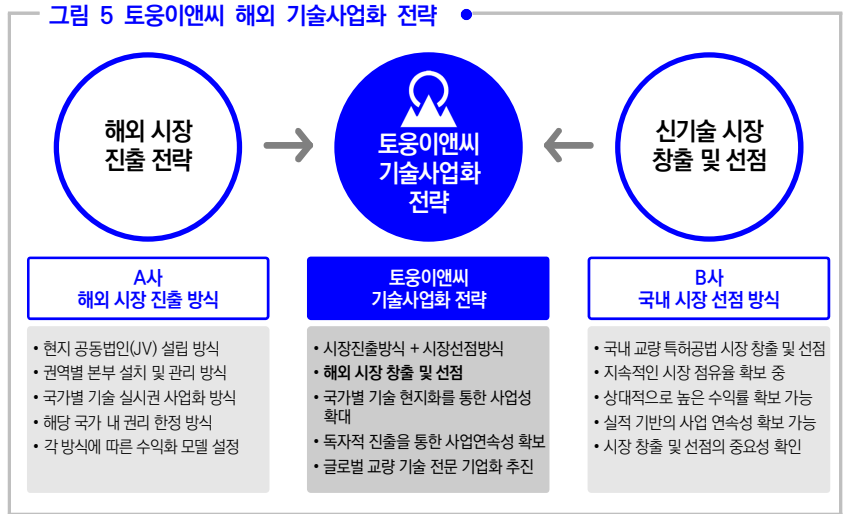 그림 5 토웅이앤씨 해외 기술사업화 전략
해외 시장
진출 전략
토웅이앤씨
기술사업화
전략
신기술 시장
창출 및 선점
A사
해외 시장 진출 방식
• 현지 공동법인(JV) 설립 방식
• 권역별 본부 설치 및 관리 방식
• 국가별 기술 실시권 사업화 방식
• 해당 국가 내 권리 한정 방식
• 각 방식에 따른 수익화 모델 설정
토웅이앤씨
기술사업화 전략
• 시장진출방식 + 시장선점방식
• 해외 시장 창출 및 선점
• 국가별 기술 현지화를 통한 사업성
확대
• 독자적 진출을 통한 사업연속성 확보
• 글로벌 교량 기술 전문 기업화 추진
B사
국내 시장 선점 방식
• 국내 교량 특허공법 시장 창출 및 선점
• 지속적인 시장 점유율 확보 중
• 상대적으로 높은 수익률 확보 가능
• 실적 기반의 사업 연속성 확보 가능
• 시장 창출 및 선점의 중요성 확인